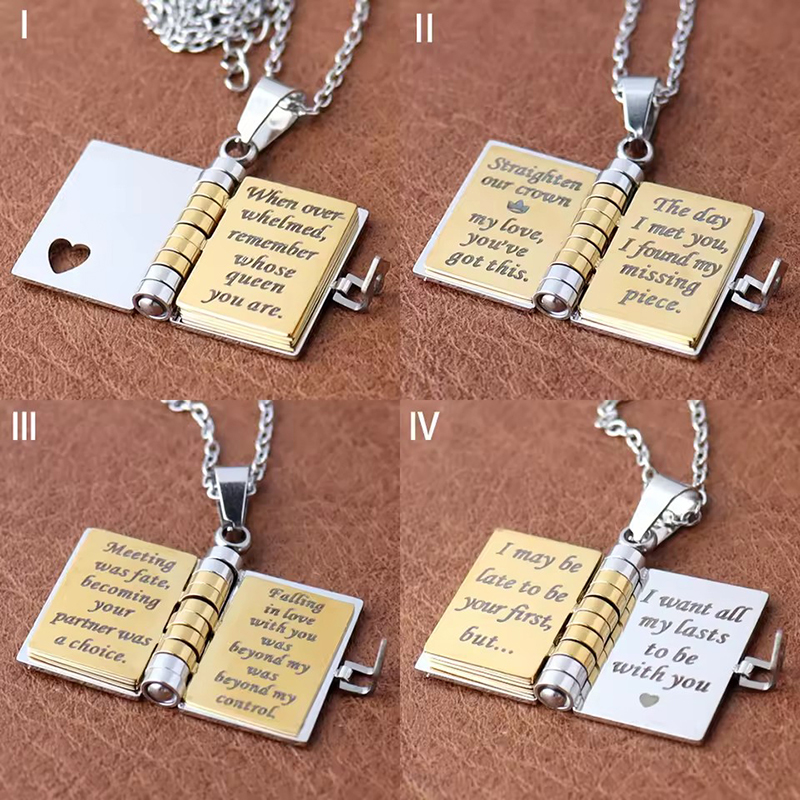 I
When over-
whelmed,
remember
whose
queen
you are.
II
Straighten
our crown
my love,
you've
got this.
The day
I met you,
I found my
missing
piece.
III
Meeting
was fate,
becoming
your
partner was
a choice.
Falling
in love
with you
was
beyond my
was
beyond my
control.
IV
I may be
late to be
your first,
but...
I want all
my lasts
to be
with you